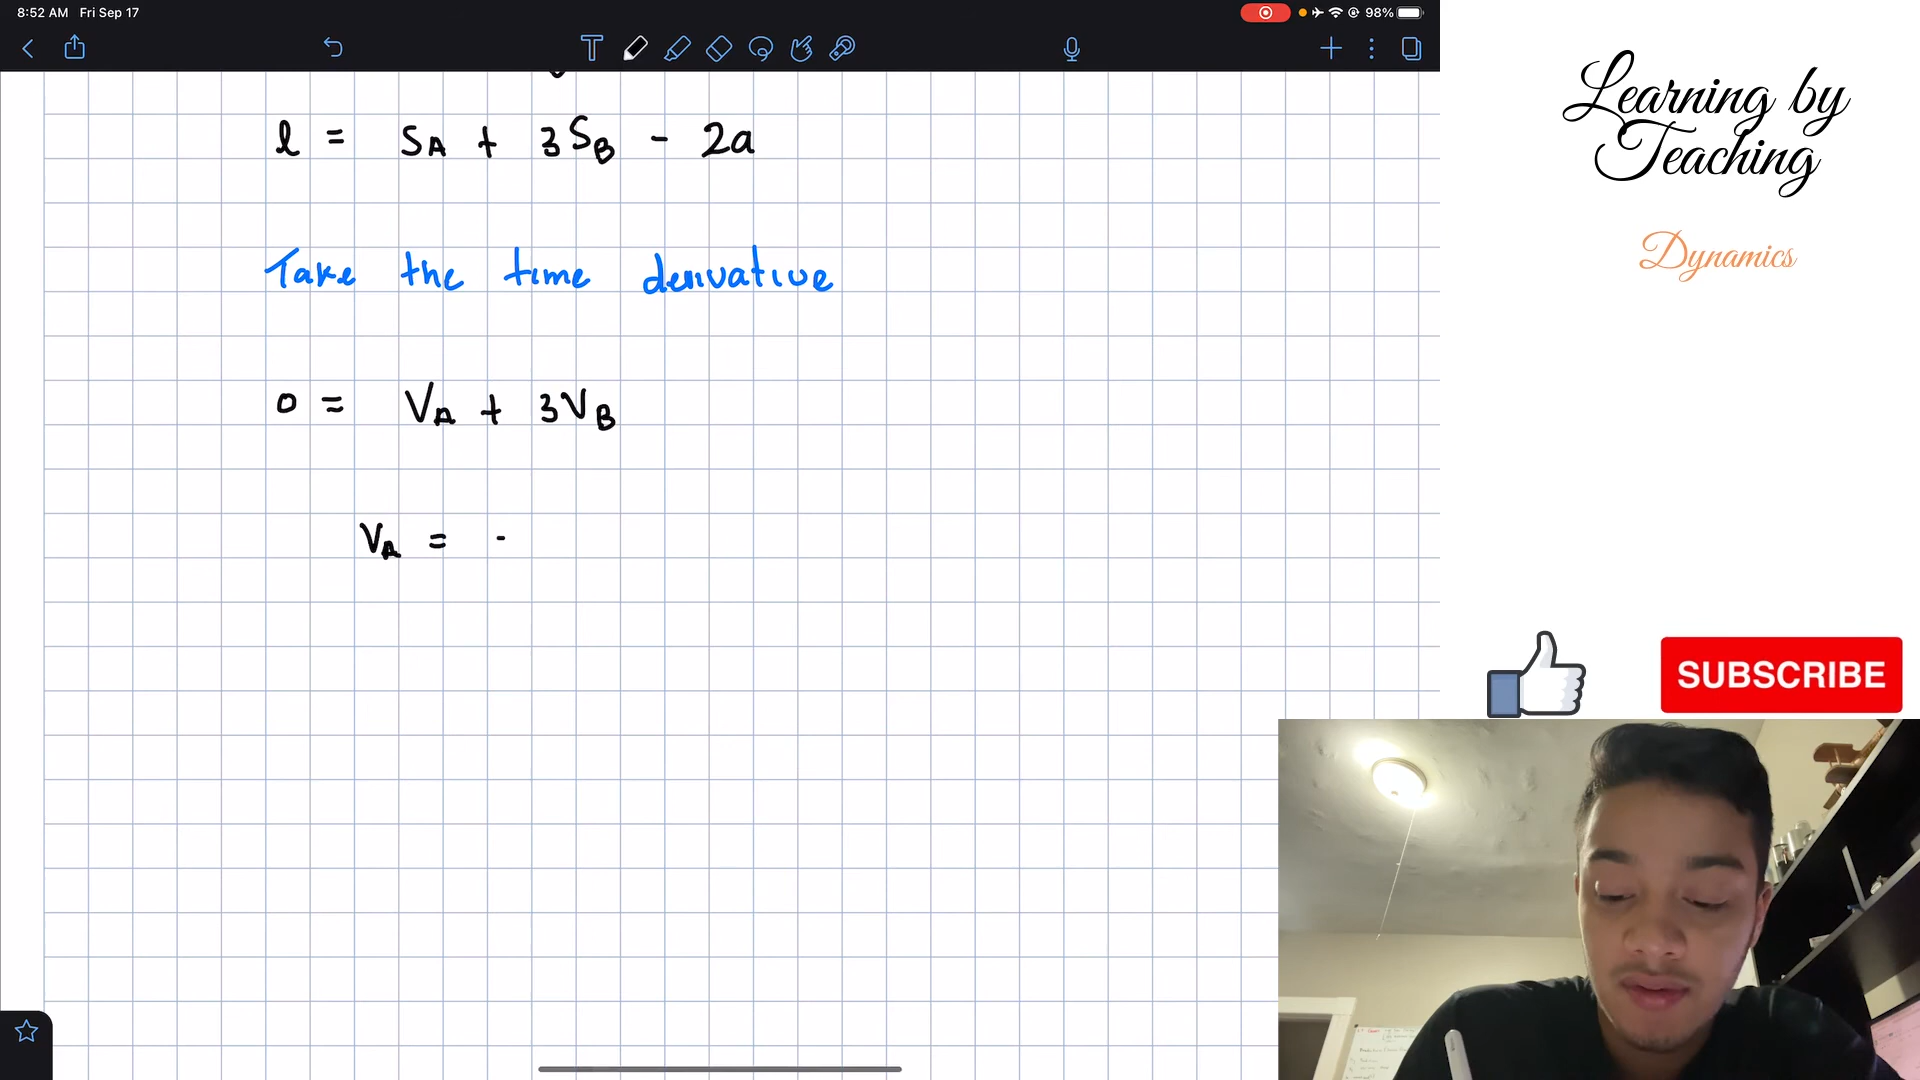 8:52 AM Fri Sep 17
98%
l = SA + 3SB - 2a
Take the time derivative
0 = VA + 3VB
VA = -
Learning by
Teaching
Dynamics
SUBSCRIBE